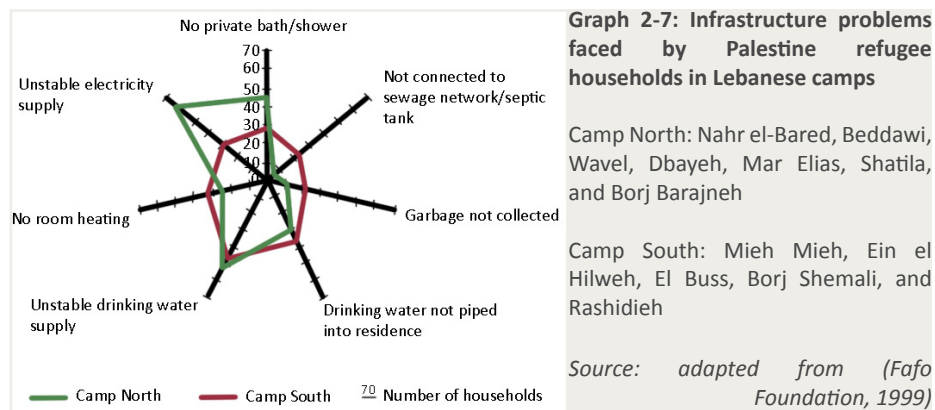 No private bath/shower
70
60
50
40
30
20
10
0
Not connected to
sewage network/septic
tank
Garbage not collected
Drinking water not piped
into residence
Unstable drinking water
supply
No room heating
Unstable electricity
supply
Camp North
Camp South
70 Number of households
Graph 2-7: Infrastructure problems
faced by Palestine refugee
households in Lebanese camps
Camp North: Nahr el-Bared, Beddawi,
Wavel, Dbayeh, Mar Elias, Shatila,
and Borj Barajneh
Camp South: Mieh Mieh, Ein el
Hilweh, El Buss, Borj Shemali, and
Rashidieh
Source: adapted from (Fafo
Foundation, 1999)